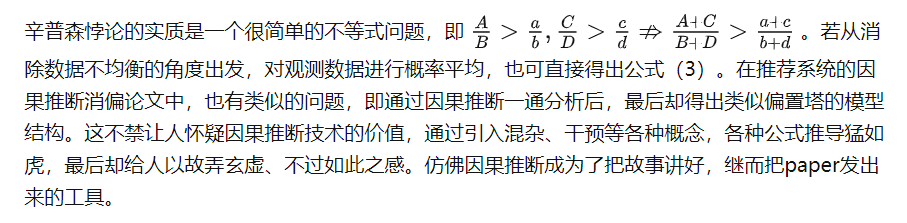 辛普森悖论的实质是一个很简单的不等式问题，即 $\frac{A}{B} > \frac{a}{b}, \frac{C}{D} > \frac{c}{d} \not\Rightarrow \frac{A+C}{B+D} > \frac{a+c}{b+d}$ 。若从消
除数据不均衡的角度出发，对观测数据进行概率平均，也可直接得出公式（3）。在推荐系统的因
果推断消偏论文中，也有类似的问题，即通过因果推断一通分析后，最后却得出类似偏置塔的模型
结构。这不禁让人怀疑因果推断技术的价值，通过引入混杂、干预等各种概念，各种公式推导猛如
虎，最后却给人以故弄玄虚、不过如此之感。仿佛因果推断成为了把故事讲好，继而把paper发出
来的工具。